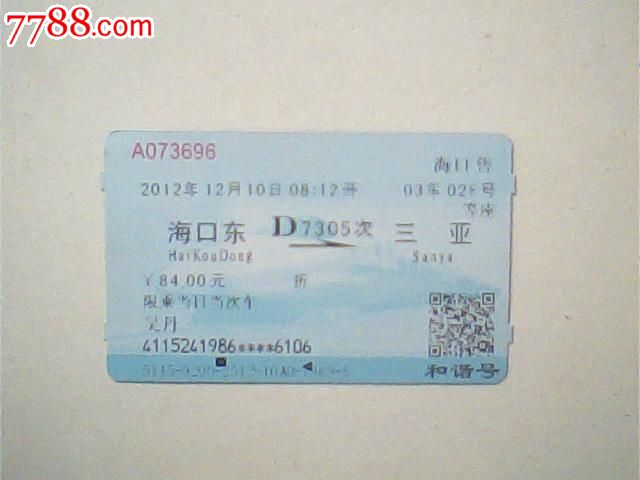 7788.com
A073696
海口售
2012年12月10日08:12开 03车02F号
等座
海口东 D7305次 三亚
HaiKouDong Sanya
￥84.00元 折
限乘当日当次车
吴丹
4115241986****6106
和谐号